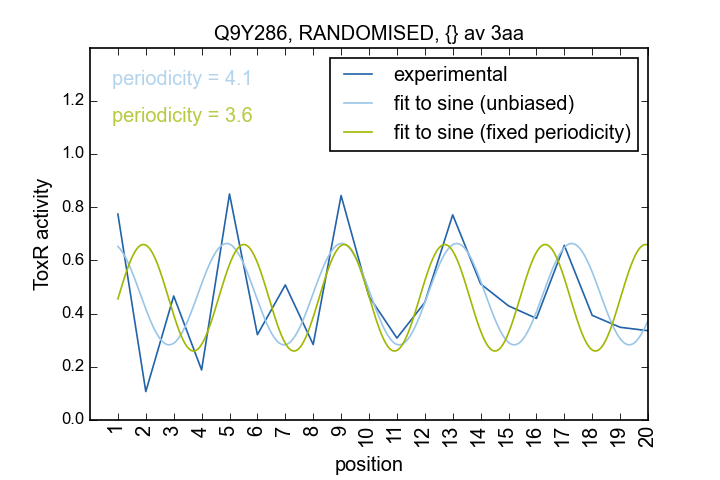 Q9Y286, RANDOMISED, {} av 3aa
periodicity = 4.1
periodicity = 3.6
experimental
fit to sine (unbiased)
fit to sine (fixed periodicity)
ToxR activity
1.2
1.0
0.8
0.6
0.4
0.2
0.0
1 2 3 4 5 6 7 8 9 10 11 12 13 14 15 16 17 18 19 20
position